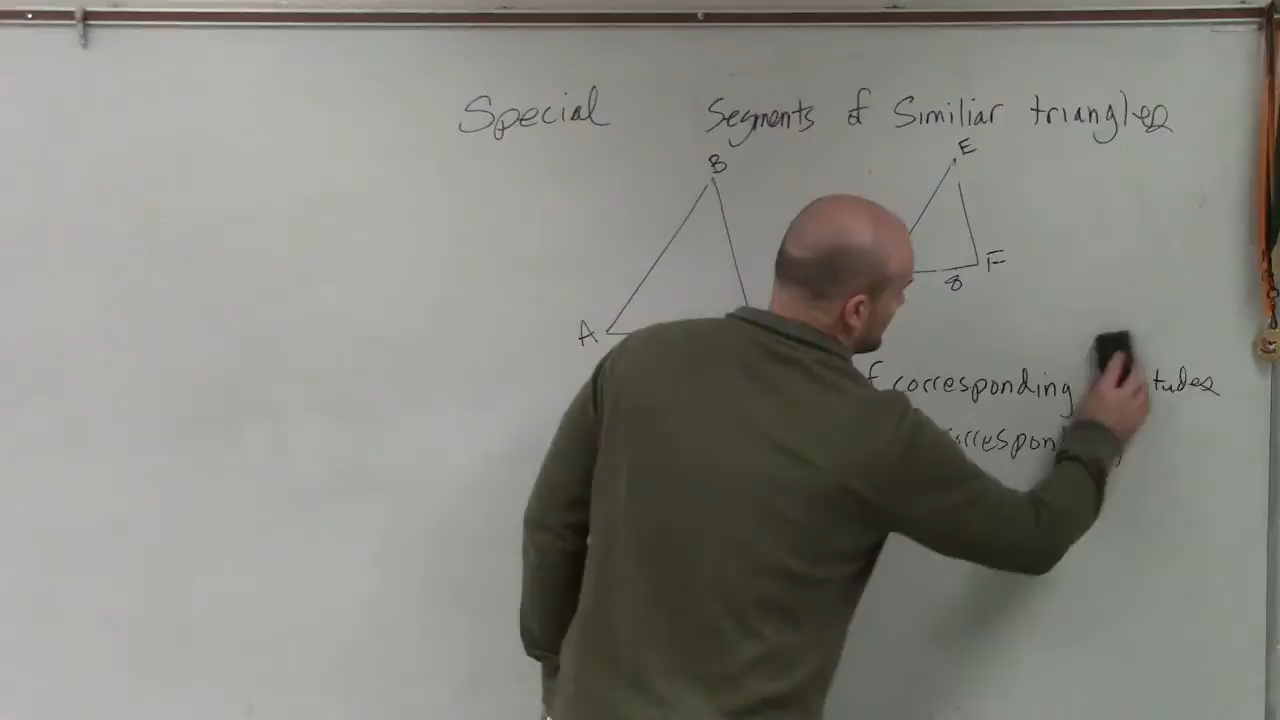 Special Segments of Similiar triangles
B
E
A
F
8
f corresponding tudes